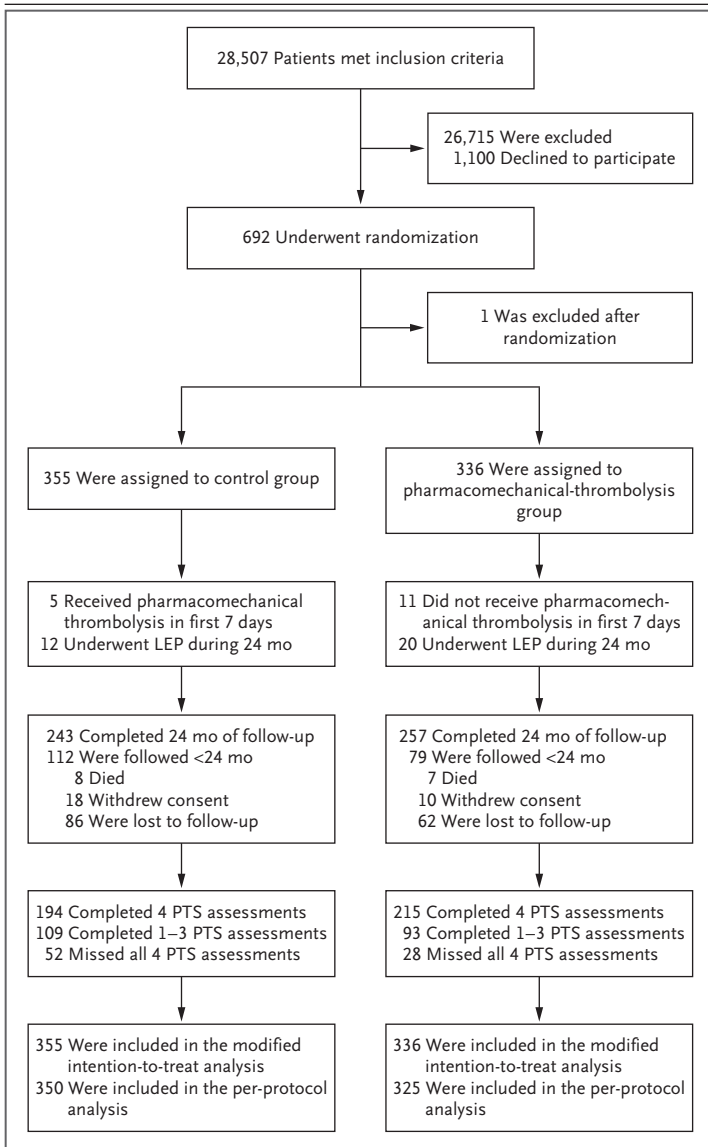 28,507 Patients met inclusion criteria
26,715 Were excluded
1,100 Declined to participate
692 Underwent randomization
1 Was excluded after
randomization
355 Were assigned to control group
336 Were assigned to
pharmacomechanical-thrombolysis
group
5 Received pharmacomechanical
thrombolysis in first 7 days
12 Underwent LEP during 24 mo
11 Did not receive pharmacomech-
anical thrombolysis in first 7 days
20 Underwent LEP during 24 mo
243 Completed 24 mo of follow-up
112 Were followed <24 mo
8 Died
18 Withdrew consent
86 Were lost to follow-up
257 Completed 24 mo of follow-up
79 Were followed <24 mo
7 Died
10 Withdrew consent
62 Were lost to follow-up
194 Completed 4 PTS assessments
109 Completed 1–3 PTS assessments
52 Missed all 4 PTS assessments
215 Completed 4 PTS assessments
93 Completed 1–3 PTS assessments
28 Missed all 4 PTS assessments
355 Were included in the modified
intention-to-treat analysis
350 Were included in the per-protocol
analysis
336 Were included in the modified
intention-to-treat analysis
325 Were included in the per-protocol
analysis